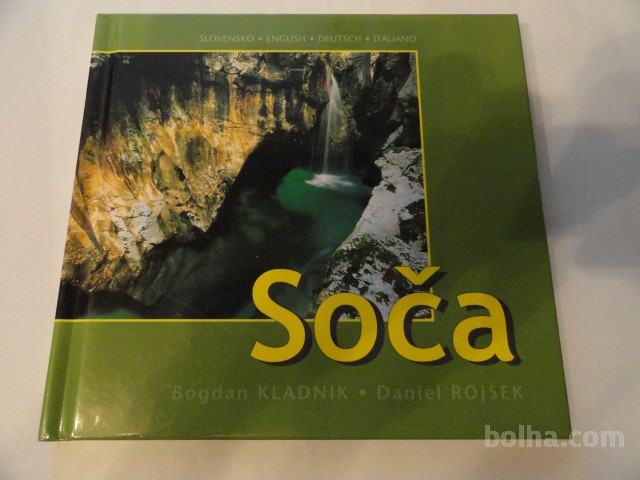 SLOVENSKO • ENGLISH • DEUTSCH • ITALIANO
Soča
Bogdan KLADNIK • Daniel ROJŠEK
bolha.com